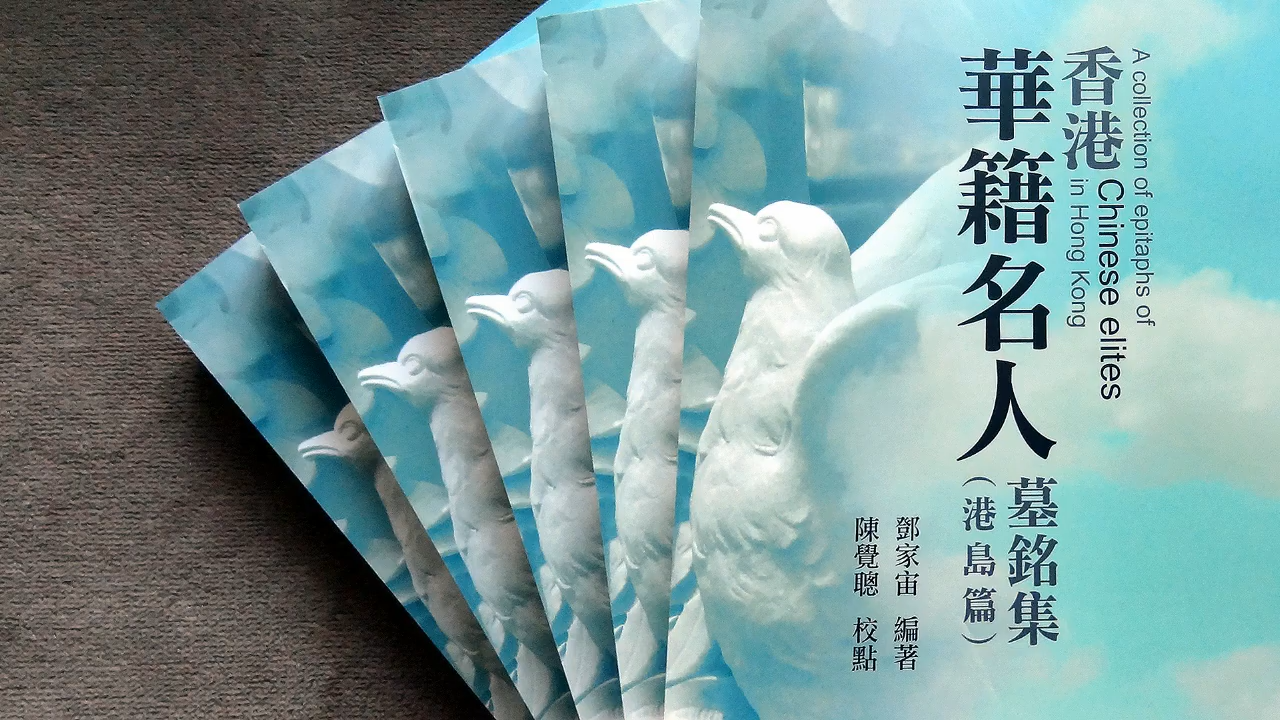 A collection of epitaphs of
Chinese elites
in Hong Kong
香港
華籍名人
墓銘集
（港島篇）
鄧家宙 編著
陳覺聰 校點